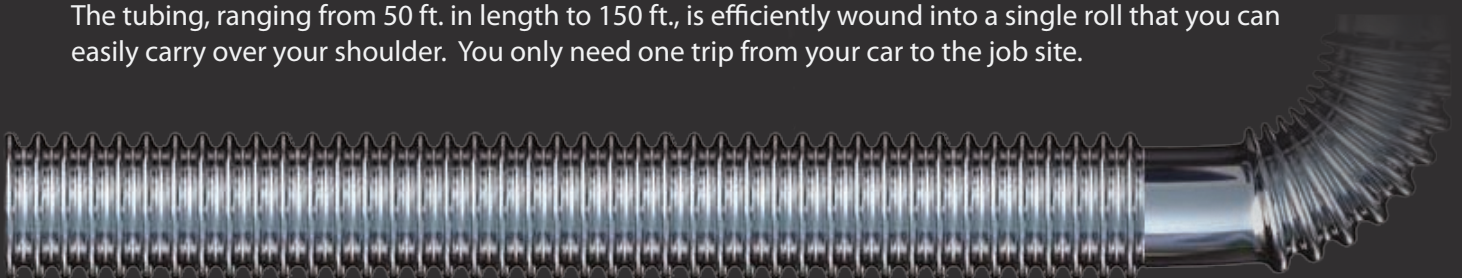 The tubing, ranging from 50 ft. in length to 150 ft., is efficiently wound into a single roll that you can
easily carry over your shoulder.  You only need one trip from your car to the job site.